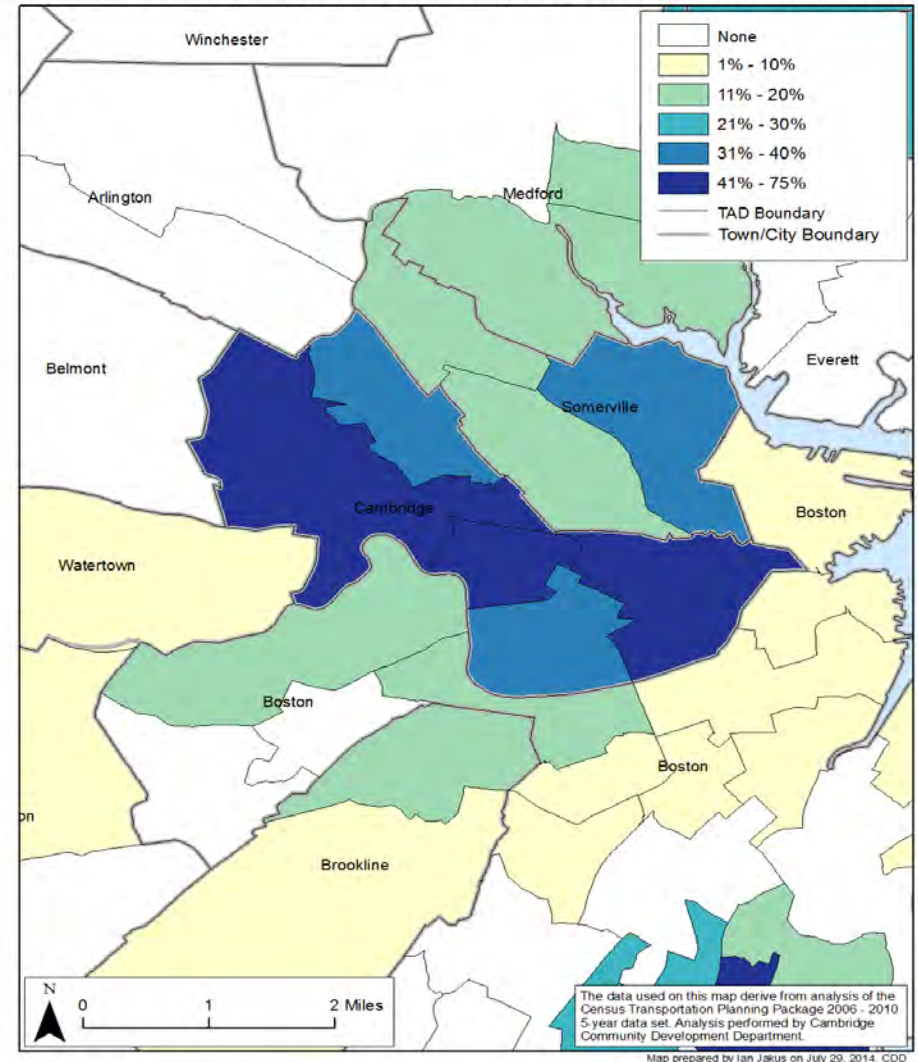 Winchester
None
1% - 10%
11% - 20%
21% - 30%
31% - 40%
41% - 75%
TAD Boundary
Town/City Boundary
Arlington
Medford
Belmont
Everett
Somerville
Cambridge
Boston
Watertown
Boston
Boston
on
Brookline
N
0 1 2 Miles
The data used on this map derive from analysis of the
Census Transportation Planning Package 2006 - 2010
5-year data set. Analysis performed by Cambridge
Community Development Department.
Map prepared by Ian Jakus on July 29, 2014. CDD